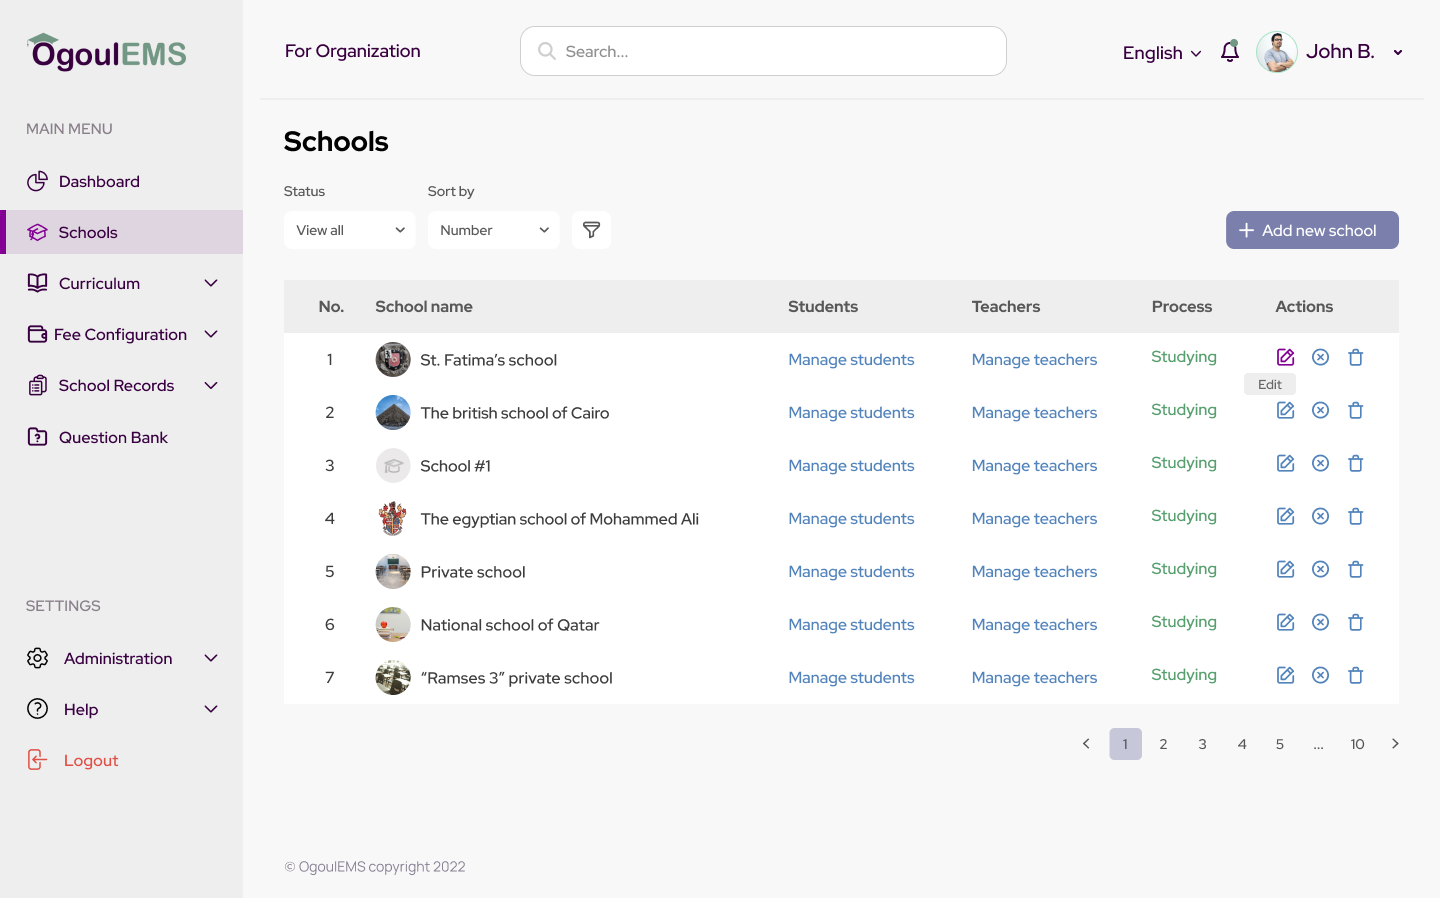 OgoulEMS
For Organization
Search...
English
John B.
MAIN MENU
Dashboard
Schools
Curriculum
Fee Configuration
School Records
Question Bank
SETTINGS
Administration
Help
Logout
Schools
Status
Sort by
View all
Number
Add new school
No. School name Students Teachers Process Actions
1 St. Fatima’s school Manage students Manage teachers Studying
Edit
2 The british school of Cairo Manage students Manage teachers Studying
3 School #1 Manage students Manage teachers Studying
4 The egyptian school of Mohammed Ali Manage students Manage teachers Studying
5 Private school Manage students Manage teachers Studying
6 National school of Qatar Manage students Manage teachers Studying
7 “Ramses 3” private school Manage students Manage teachers Studying
1 2 3 4 5 ... 10
© OgoulEMS copyright 2022